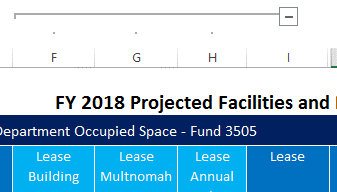 F G H I
FY 2018 Projected Facilities and
Department Occupied Space - Fund 3505
Lease Lease Lease Lease
Building Multnomah Annual